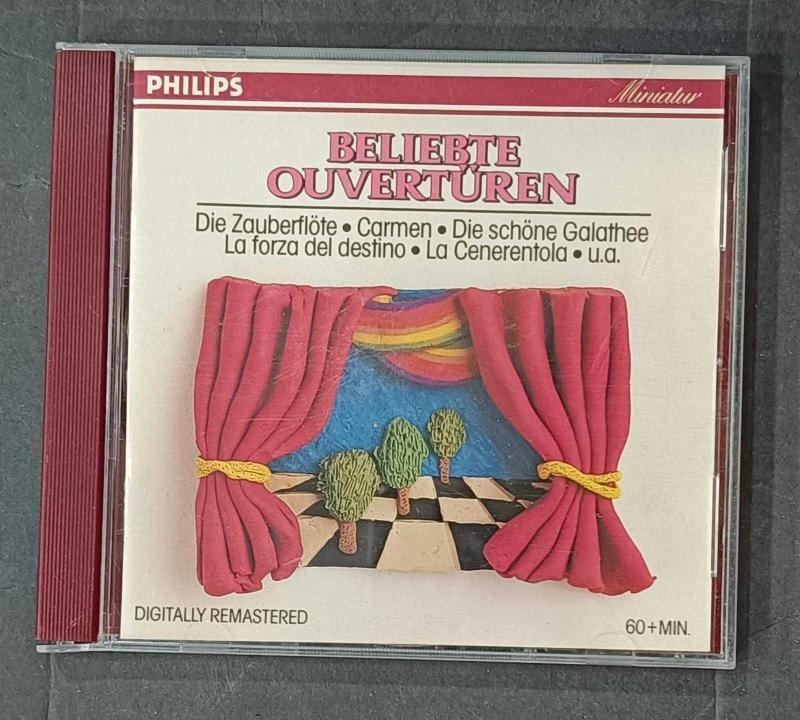 PHILIPS
Miniatur
BELIEBTE
OUVERTÜREN
Die Zauberflöte • Carmen • Die schöne Galathee
La forza del destino • La Cenerentola • u.a.
DIGITALLY REMASTERED
60+MIN.